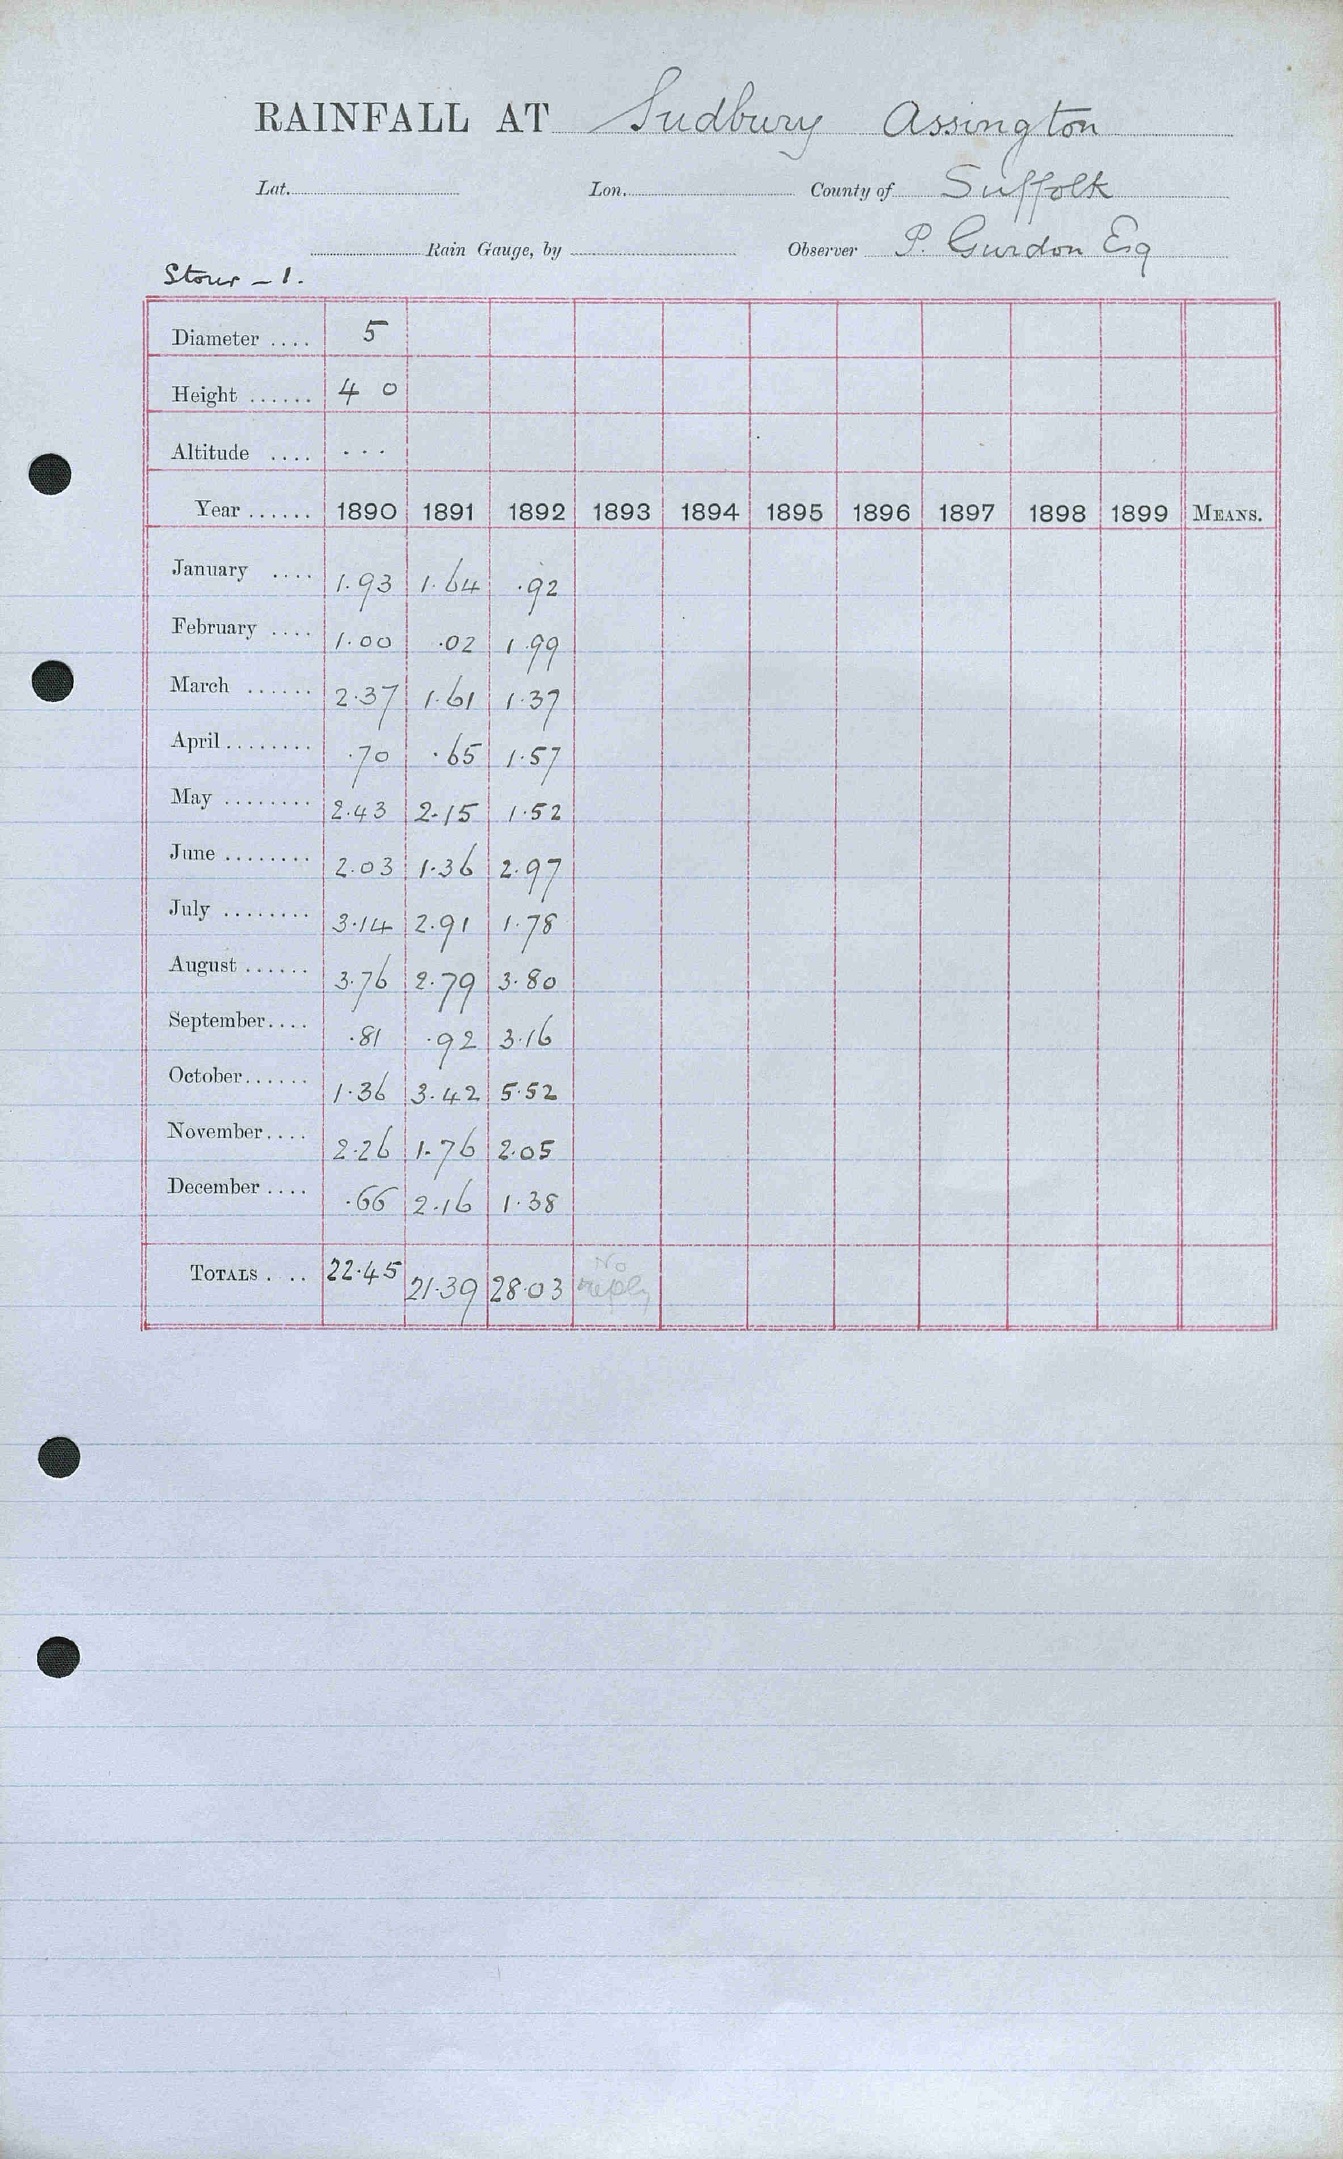 RAINFALL AT Sudbury Assington
Lat. Lon. County of Suffolk
Rain Gauge, by Observer P. Gurdon Esq
Stour - 1.
Diameter .... 5
Height ...... 4 0
Altitude .... ...
Year ...... 1890 1891 1892 1893 1894 1895 1896 1897 1898 1899 MEANS.
January .... 1.93 1.64 .92
February .... 1.00 .02 1.99
March ...... 2.37 1.61 1.37
April ........ .70 .65 1.57
May ........ 2.43 2.15 1.52
June ........ 2.03 1.36 2.97
July ........ 3.14 2.91 1.78
August ...... 3.76 2.79 3.80
September.... .81 .92 3.16
October...... 1.36 3.42 5.52
November.... 2.26 1.76 2.05
December .... .66 2.16 1.38
TOTALS . .. 22.45 21.39 28.03 No reply